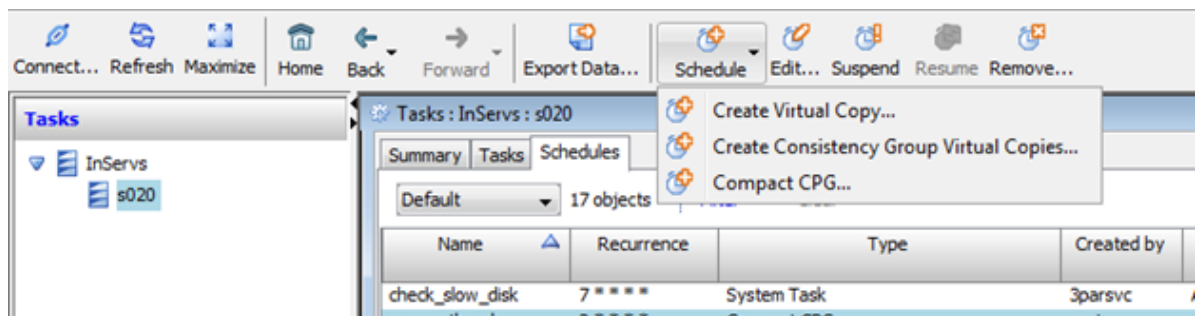 Connect... Refresh Maximize Home Back Forward Export Data... Schedule Edit... Suspend Resume Remove...
Create Virtual Copy...
Create Consistency Group Virtual Copies...
Compact CPG...
Tasks
InServs
s020
Tasks : InServs : s020
Summary Tasks Schedules
Default 17 objects
Name Recurrence Type Created by
check_slow_disk 7 * * * * System Task 3parsvc